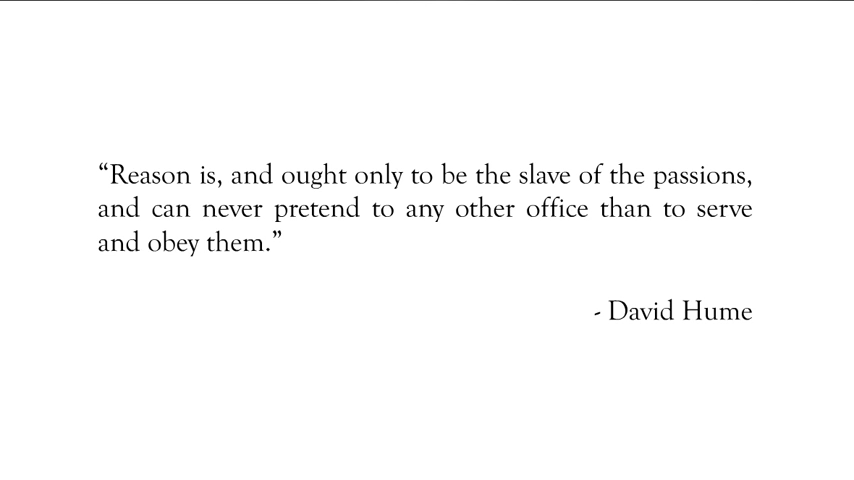 “Reason is, and ought only to be the slave of the passions,
and can never pretend to any other office than to serve
and obey them.”
- David Hume